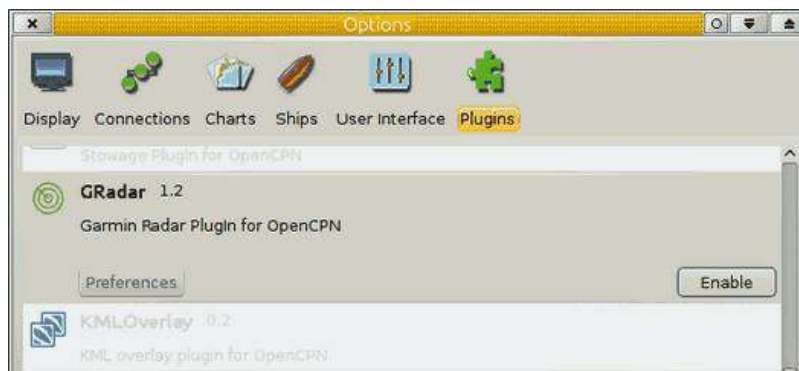 Options
Display Connections Charts Ships User Interface Plugins
Stowage PlugIn for OpenCPN
GRadar 1.2
Garmin Radar PlugIn for OpenCPN
Preferences Enable
KMLOverlay 0.2
KML overlay plugin for OpenCPN